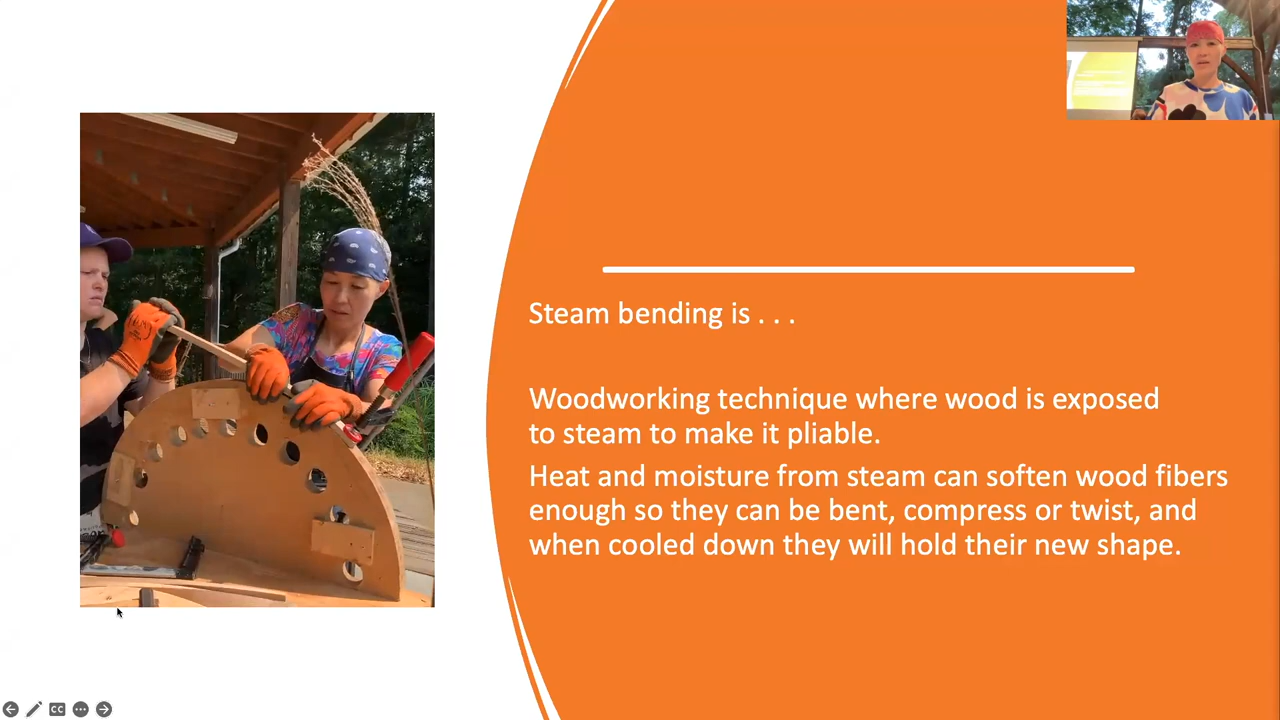 Steam bending is . . .
Woodworking technique where wood is exposed
to steam to make it pliable.
Heat and moisture from steam can soften wood fibers
enough so they can be bent, compress or twist, and
when cooled down they will hold their new shape.
CC